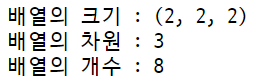 배열의 크기 : (2, 2, 2)
배열의 차원 : 3
배열의 개수 : 8